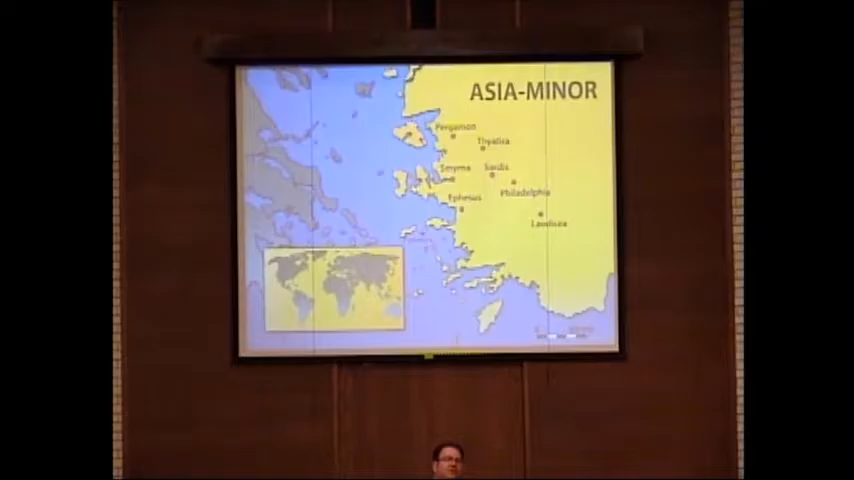 ASIA-MINOR
Pergamon
Thyatira
Smyrna
Sardis
Philadelphia
Ephesus
Laodicea